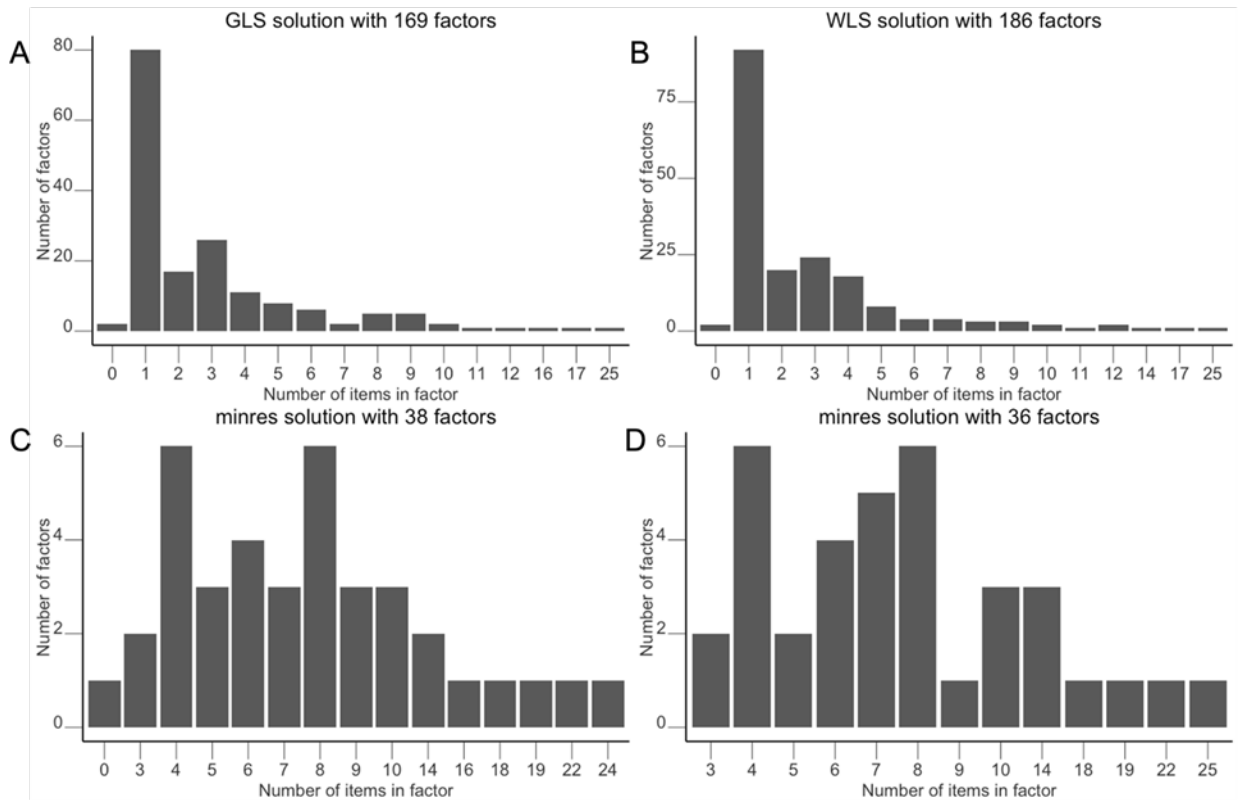 GLS solution with 169 factors
A
Number of factors
80
60
40
20
0
0 1 2 3 4 5 6 7 8 9 10 11 12 16 17 25
Number of items in factor
WLS solution with 186 factors
B
Number of factors
75
50
25
0
0 1 2 3 4 5 6 7 8 9 10 11 12 14 17 25
Number of items in factor
minres solution with 38 factors
C
Number of factors
6
4
2
0
0 3 4 5 6 7 8 9 10 14 16 18 19 22 24
Number of items in factor
minres solution with 36 factors
D
Number of factors
6
4
2
0
3 4 5 6 7 8 9 10 14 18 19 22 25
Number of items in factor